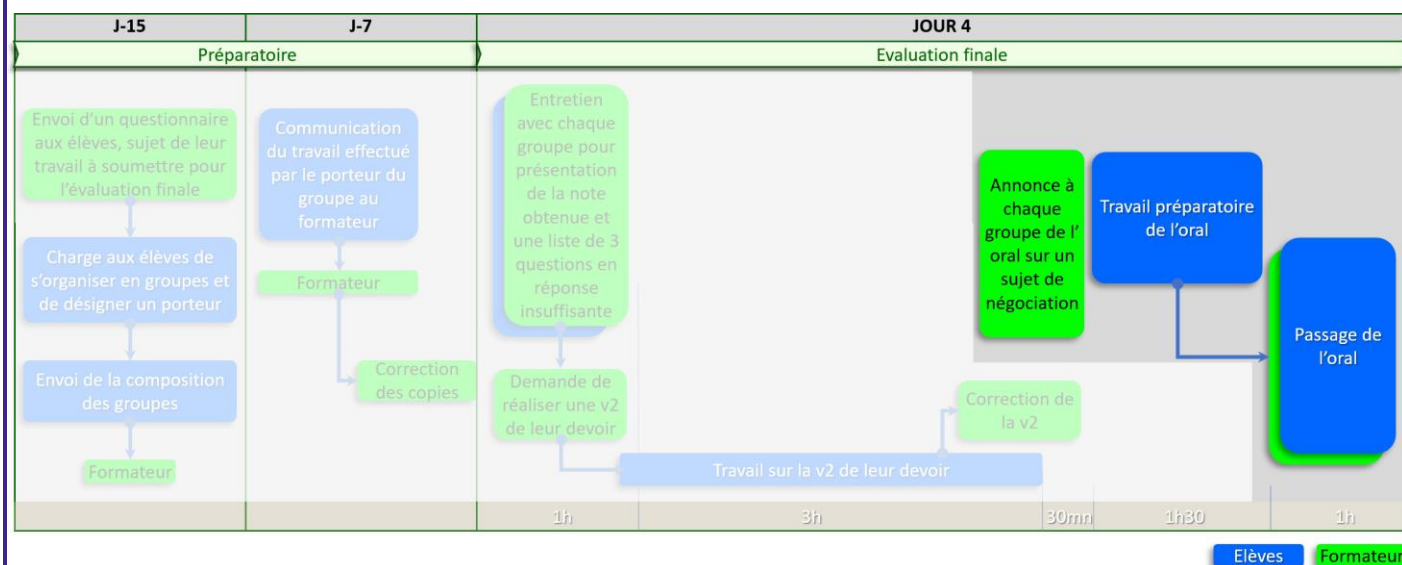 J-15
J-7
JOUR 4
Préparatoire
Evaluation finale
Envoi d'un questionnaire
aux élèves, sujet de leur
travail à soumettre pour
l'évaluation finale
Charge aux élèves de
s'organiser en groupes et
de désigner un porteur
Envoi de la composition
des groupes
Formateur
Communication
du travail effectué
par le porteur du
groupe au
formateur
Formateur
Correction
des copies
Entretien
avec chaque
groupe pour
présentation
de la note
obtenue et
une liste de 3
questions en
réponse
insuffisante
Demande de
réaliser une v2
de leur devoir
Travail sur la v2 de leur devoir
Correction de
la v2
Annonce à
chaque
groupe de l'
oral sur un
sujet de
négociation
Travail préparatoire
de l'oral
Passage de
l'oral
1h
3h
30mn
1h30
1h
Elèves
Formateur